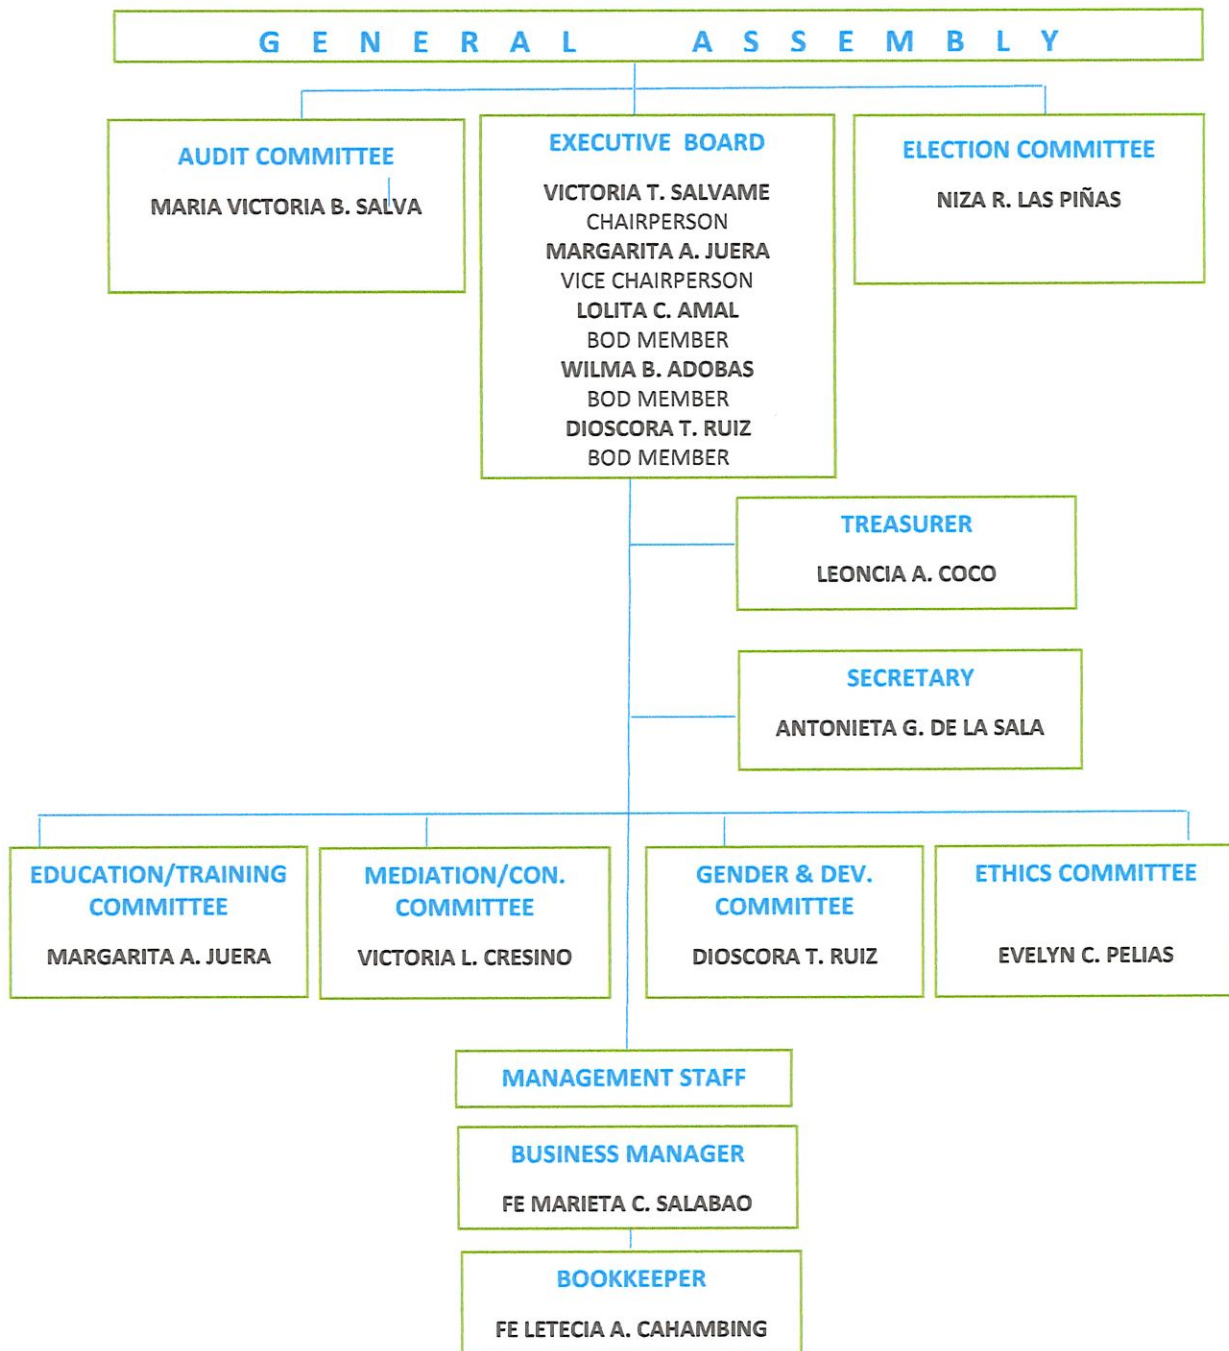 GENERAL ASSEMBLY
AUDIT COMMITTEE
MARIA VICTORIA B. SALVA
EXECUTIVE BOARD
VICTORIA T. SALVAME
CHAIRPERSON
MARGARITA A. JUERA
VICE CHAIRPERSON
LOLITA C. AMAL
BOD MEMBER
WILMA B. ADOBAS
BOD MEMBER
DIOSCORA T. RUIZ
BOD MEMBER
ELECTION COMMITTEE
NIZA R. LAS PIÑAS
TREASURER
LEONCIA A. COCO
SECRETARY
ANTONIETA G. DE LA SALA
EDUCATION/TRAINING
COMMITTEE
MARGARITA A. JUERA
MEDIATION/CON.
COMMITTEE
VICTORIA L. CRESINO
GENDER & DEV.
COMMITTEE
DIOSCORA T. RUIZ
ETHICS COMMITTEE
EVELYN C. PELIAS
MANAGEMENT STAFF
BUSINESS MANAGER
FE MARIETA C. SALABAO
BOOKKEEPER
FE LETECIA A. CAHAMBING